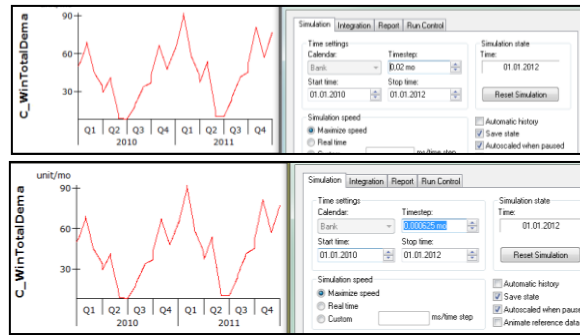 unit/mo
C_WinTotalDema
90
60
30
Q1 Q2 Q3 Q4 Q1 Q2 Q3 Q4
2010 2011
Simulation Integration Report Run Control
Time settings
Calendar: Timestep:
Bank 0.02 mo
Start time: Stop time:
01.01.2010 01.01.2012
Simulation state
Time:
01.01.2012
Reset Simulation
Simulation speed
Maximize speed
Real time
ms/time step
Automatic history
Save state
Autoscaled when paused
unit/mo
C_WinTotalDema
90
60
30
Q1 Q2 Q3 Q4 Q1 Q2 Q3 Q4
2010 2011
Simulation Integration Report Run Control
Time settings
Calendar: Timestep:
Bank 0.000625 mo
Start time: Stop time:
01.01.2010 01.01.2012
Simulation state
Time:
01.01.2012
Reset Simulation
Simulation speed
Maximize speed
Real time
Custom ms/time step
Automatic history
Save state
Autoscaled when paus
Animate reference data